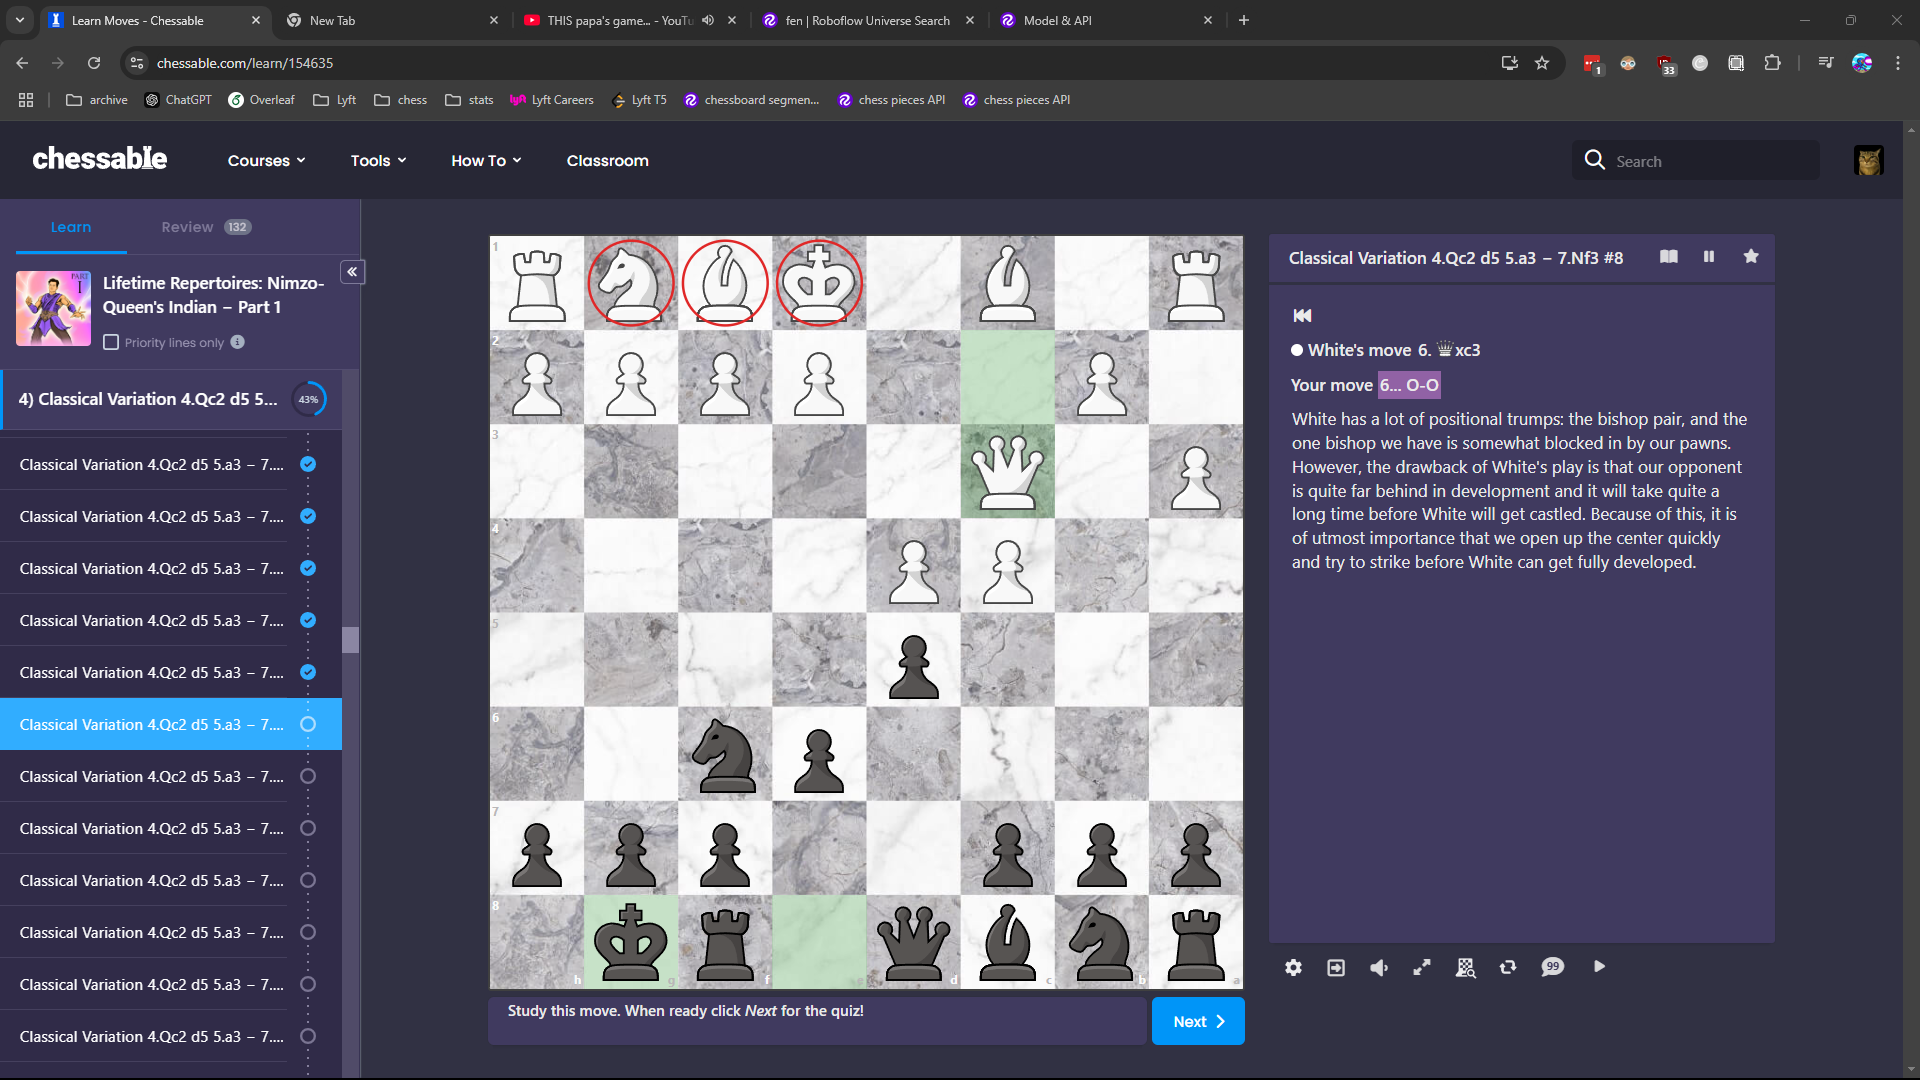 Learn Moves - Chessable
New Tab
THIS papa's game... - YouTu
fen | Roboflow Universe Search
Model & API
chessable.com/learn/154635
1
33
archive
ChatGPT
Overleaf
Lyft
chess
stats
lyft Lyft Careers
Lyft T5
chessboard segmen...
chess pieces API
chess pieces API
chessable
Courses
Tools
How To
Classroom
Search
Learn
Review 132
PART I
Lifetime Repertoires: Nimzo-
Queen's Indian – Part 1
Priority lines only
4) Classical Variation 4.Qc2 d5 5...
43%
Classical Variation 4.Qc2 d5 5.a3 – 7....
Classical Variation 4.Qc2 d5 5.a3 – 7....
Classical Variation 4.Qc2 d5 5.a3 – 7....
Classical Variation 4.Qc2 d5 5.a3 – 7....
Classical Variation 4.Qc2 d5 5.a3 – 7....
Classical Variation 4.Qc2 d5 5.a3 – 7....
Classical Variation 4.Qc2 d5 5.a3 – 7....
Classical Variation 4.Qc2 d5 5.a3 – 7....
Classical Variation 4.Qc2 d5 5.a3 – 7....
Classical Variation 4.Qc2 d5 5.a3 – 7....
Classical Variation 4.Qc2 d5 5.a3 – 7....
Classical Variation 4.Qc2 d5 5.a3 – 7....
1
2
3
4
5
6
7
8
h g f e d c b a
Study this move. When ready click Next for the quiz!
Next
Classical Variation 4.Qc2 d5 5.a3 – 7.Nf3 #8
White's move 6. ♛xc3
Your move 6... O-O
White has a lot of positional trumps: the bishop pair, and the
one bishop we have is somewhat blocked in by our pawns.
However, the drawback of White's play is that our opponent
is quite far behind in development and it will take quite a
long time before White will get castled. Because of this, it is
of utmost importance that we open up the center quickly
and try to strike before White can get fully developed.
99